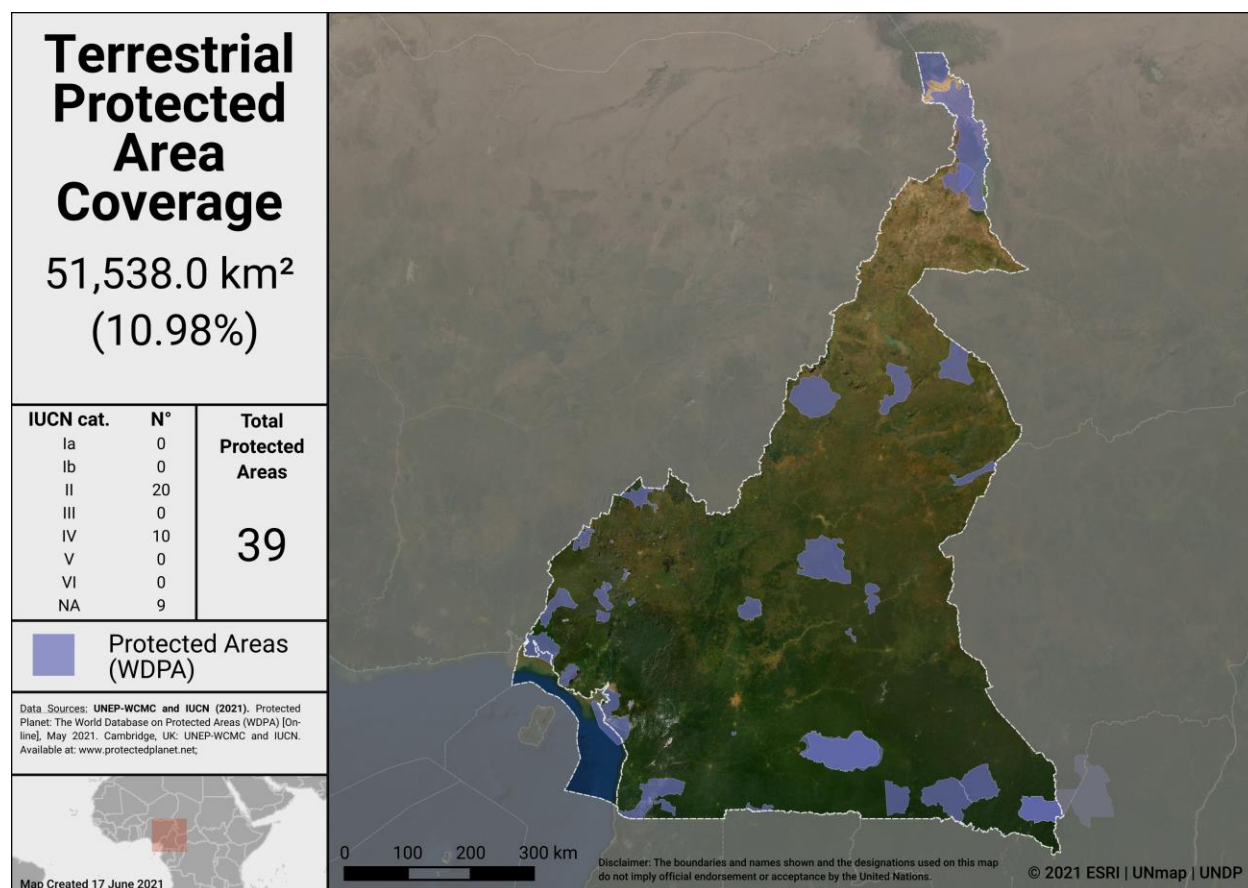 Terrestrial
Protected
Area
Coverage
51,538.0 km²
(10.98%)
IUCN cat. N°
Ia 0
Ib 0
II 20
III 0
IV 10
V 0
VI 0
NA 9
Total
Protected
Areas
39
Protected Areas
(WDPA)
Data Sources: UNEP-WCMC and IUCN (2021). Protected
Planet: The World Database on Protected Areas (WDPA) [On-
line], May 2021. Cambridge, UK: UNEP-WCMC and IUCN.
Available at: www.protectedplanet.net;
Map Created 17 June 2021
0 100 200 300 km
Disclaimer: The boundaries and names shown and the designations used on this map
do not imply official endorsement or acceptance by the United Nations.
© 2021 ESRI | UNmap | UNDP